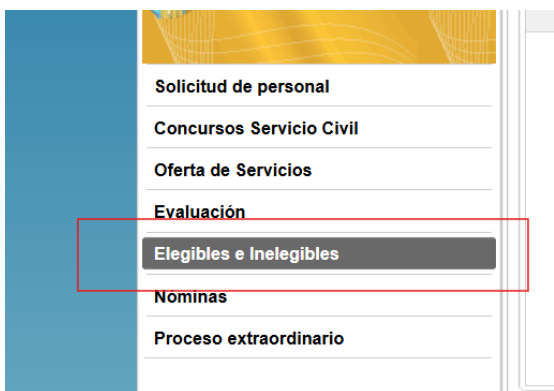 Solicitud de personal
Concursos Servicio Civil
Oferta de Servicios
Evaluación
Elegibles e Inelegibles
Nóminas
Proceso extraordinario